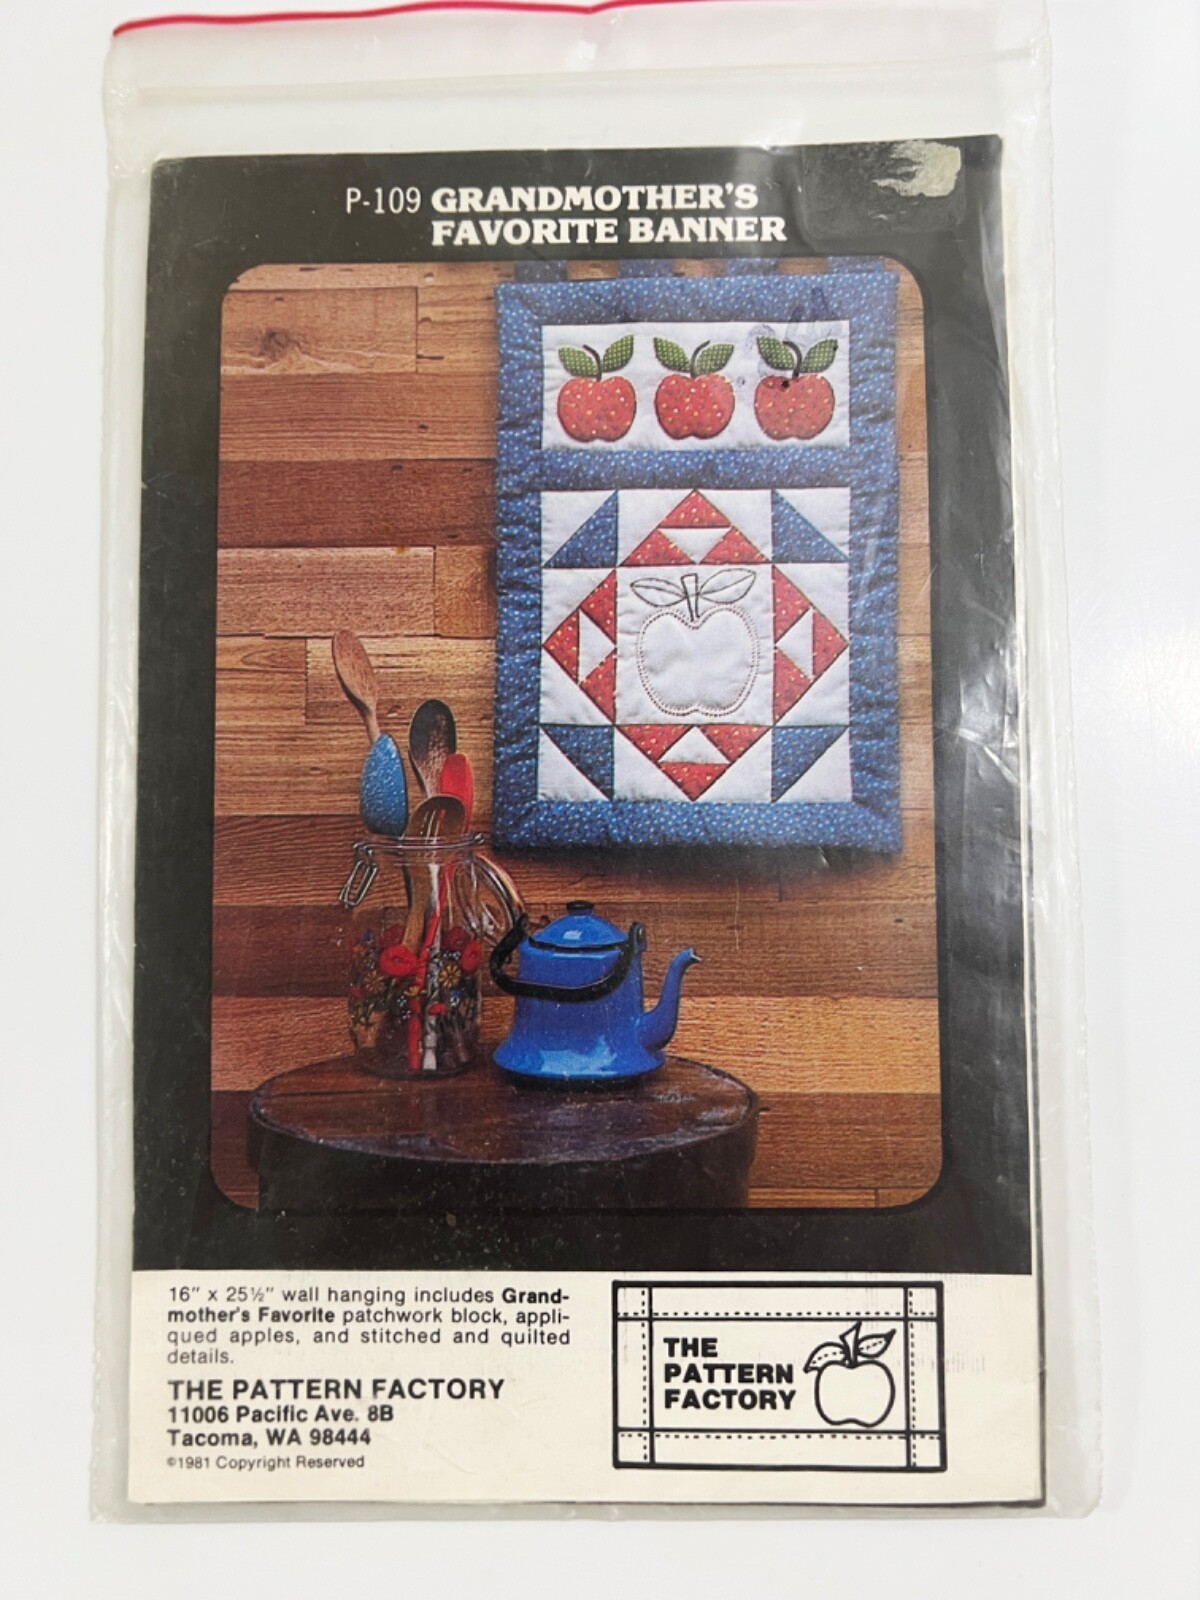 P-109 GRANDMOTHER'S
FAVORITE BANNER
16" x 25½" wall hanging includes Grand-
mother's Favorite patchwork block, appli-
qued apples, and stitched and quilted
details.
THE PATTERN FACTORY
11006 Pacific Ave. 8B
Tacoma, WA 98444
©1981 Copyright Reserved
THE
PATTERN
FACTORY